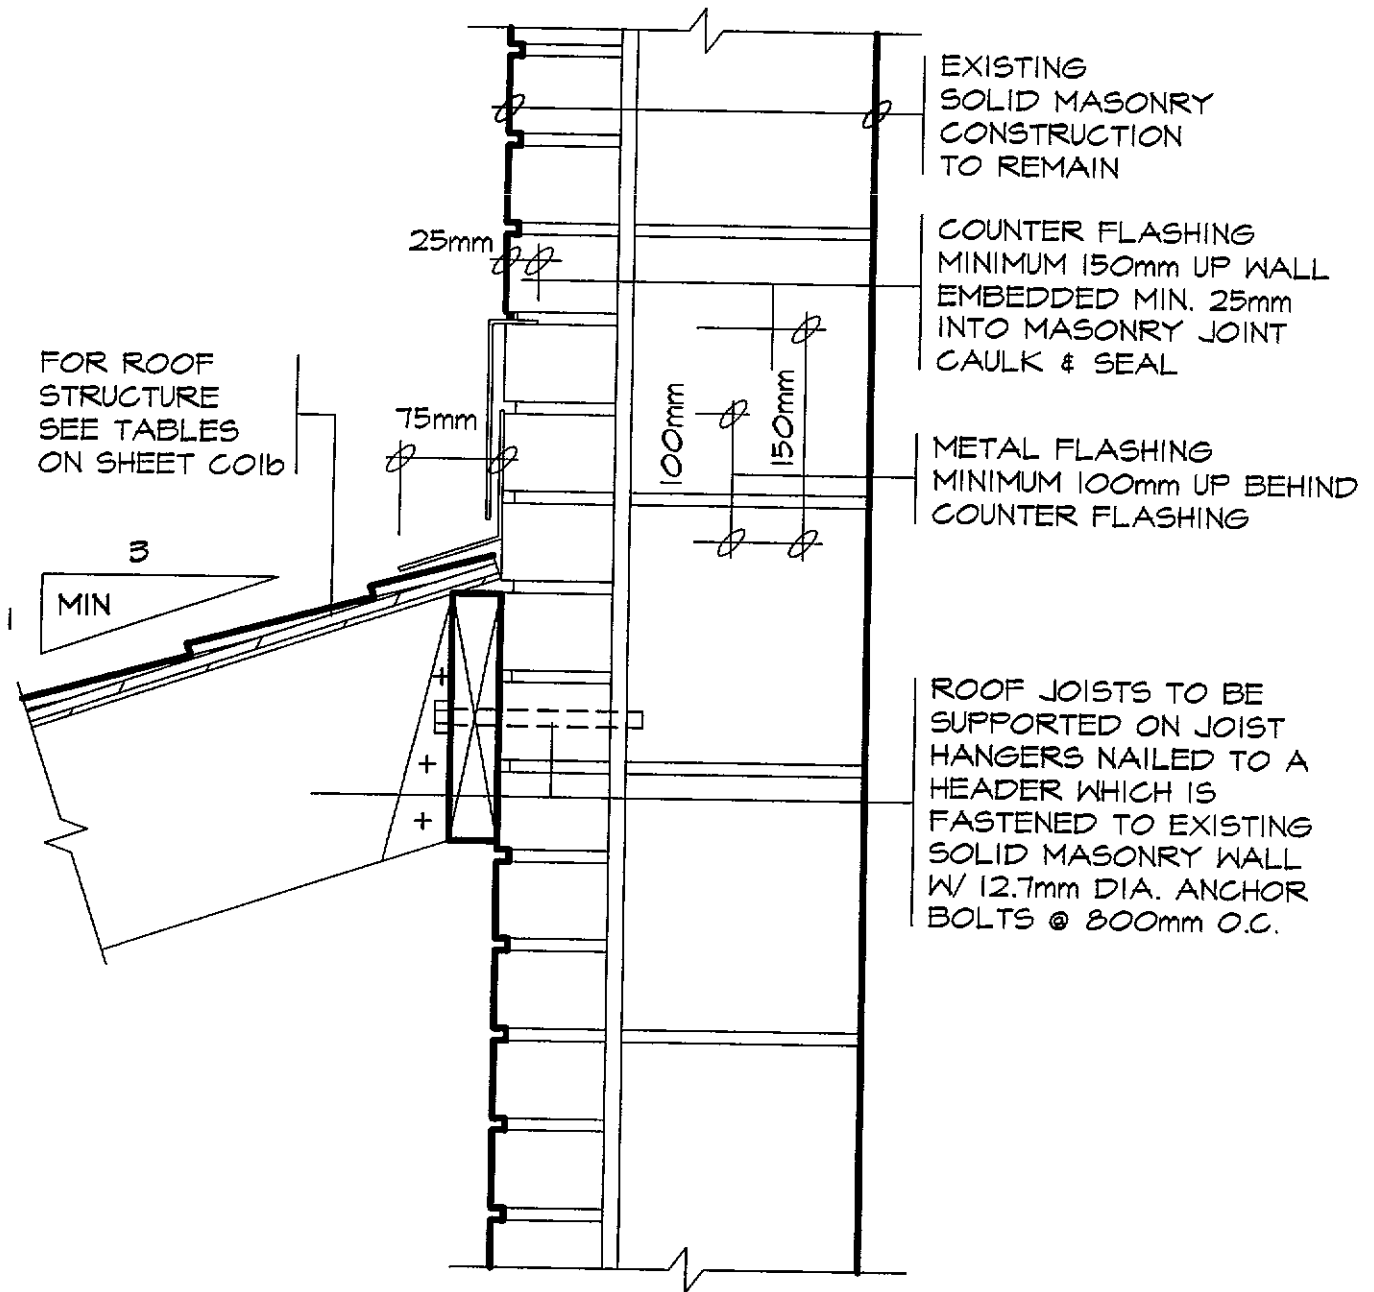 EXISTING
SOLID MASONRY
CONSTRUCTION
TO REMAIN
25mm
COUNTER FLASHING
MINIMUM 150mm UP WALL
EMBEDDED MIN. 25mm
INTO MASONRY JOINT
CAULK & SEAL
FOR ROOF
STRUCTURE
SEE TABLES
ON SHEET CO1b
75mm
100mm
150mm
METAL FLASHING
MINIMUM 100mm UP BEHIND
COUNTER FLASHING
3
MIN
1
ROOF JOISTS TO BE
SUPPORTED ON JOIST
HANGERS NAILED TO A
HEADER WHICH IS
FASTENED TO EXISTING
SOLID MASONRY WALL
W/ 12.7mm DIA. ANCHOR
BOLTS @ 800mm O.C.